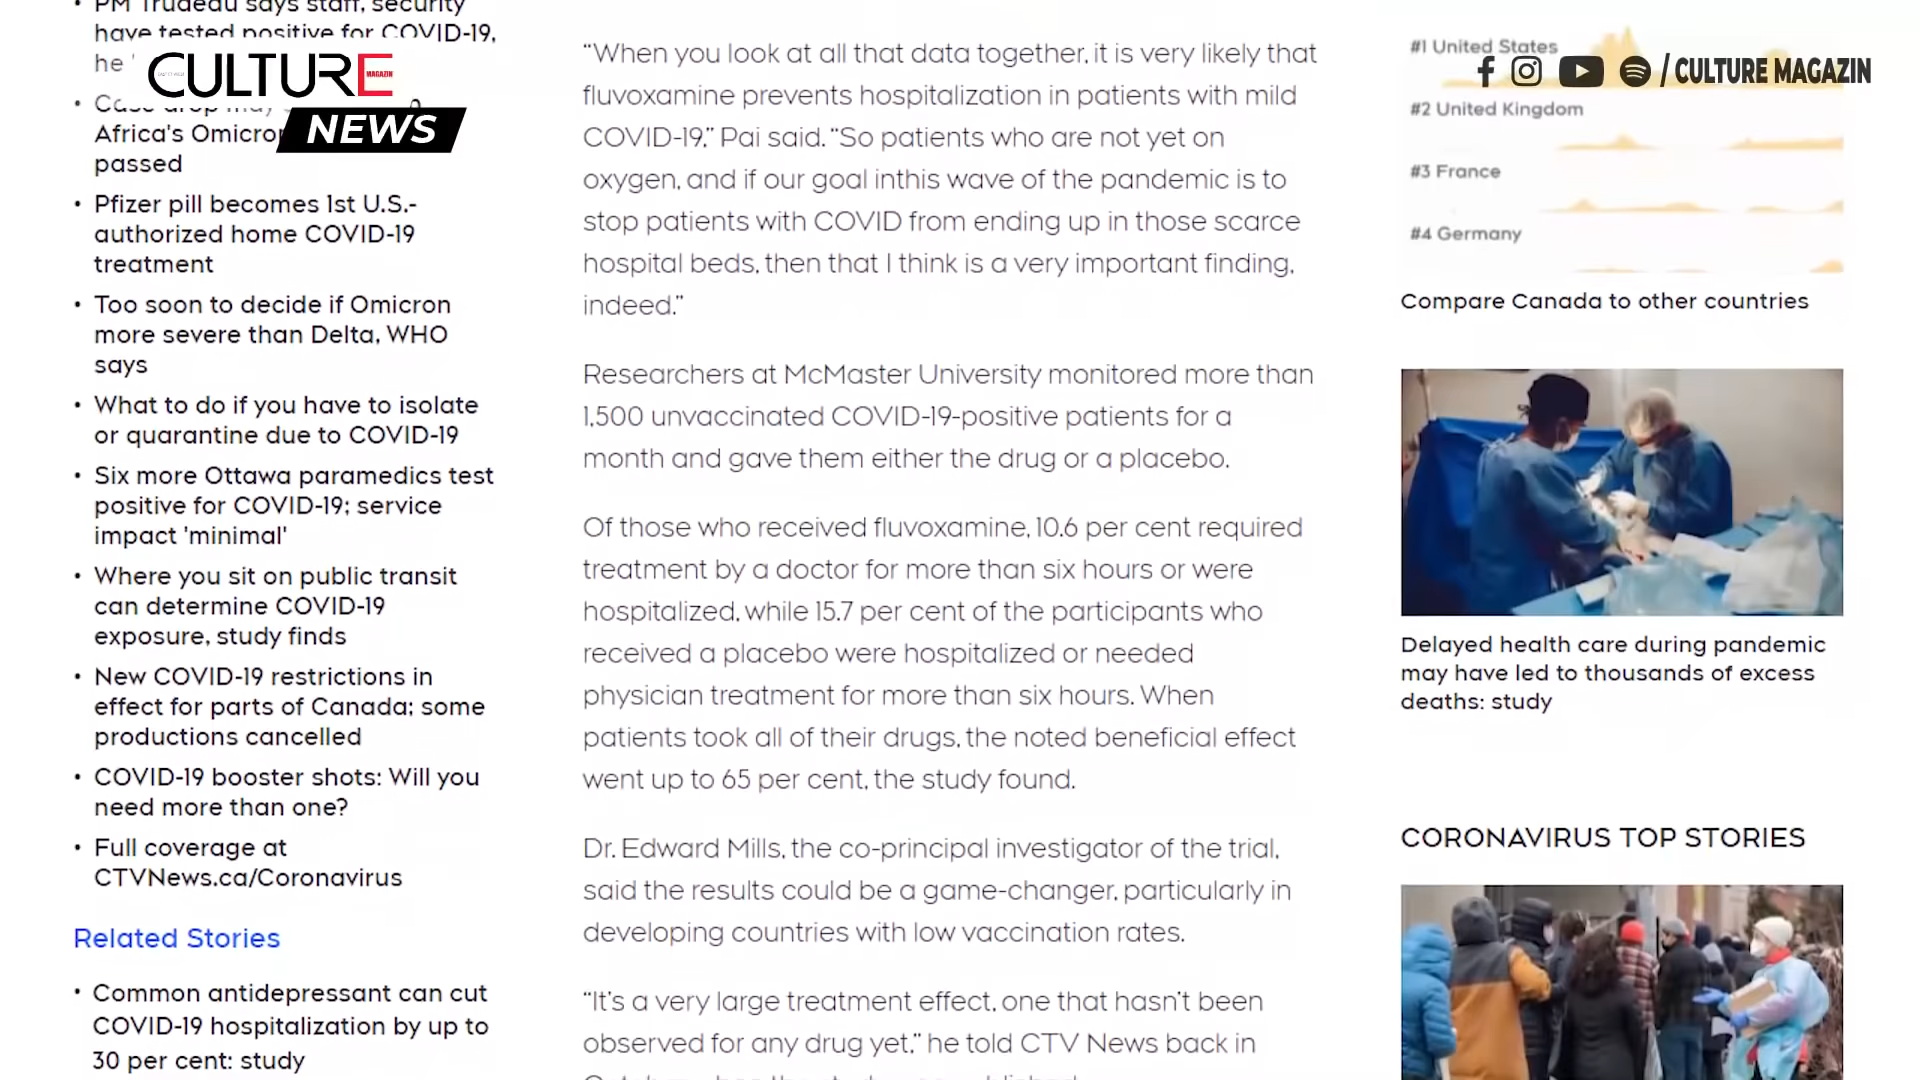 PM Trudeau says staff, security
have tested positive for COVID-19,
he
Africa's
passed
Pfizer pill becomes 1st U.S.-
authorized home COVID-19
treatment
Too soon to decide if Omicron
more severe than Delta, WHO
says
What to do if you have to isolate
or quarantine due to COVID-19
Six more Ottawa paramedics test
positive for COVID-19; service
impact 'minimal'
Where you sit on public transit
can determine COVID-19
exposure, study finds
New COVID-19 restrictions in
effect for parts of Canada; some
productions cancelled
COVID-19 booster shots: Will you
need more than one?
Full coverage at
CTVNews.ca/Coronavirus
Related Stories
Common antidepressant can cut
COVID-19 hospitalization by up to
30 per cent: study
CULTURE
MAGAZIN
NEWS
“When you look at all that data together, it is very likely that
fluvoxamine prevents hospitalization in patients with mild
COVID-19,” Pai said. “So patients who are not yet on
oxygen, and if our goal inthis wave of the pandemic is to
stop patients with COVID from ending up in those scarce
hospital beds, then that I think is a very important finding,
indeed.”
Researchers at McMaster University monitored more than
1,500 unvaccinated COVID-19-positive patients for a
month and gave them either the drug or a placebo.
Of those who received fluvoxamine, 10.6 per cent required
treatment by a doctor for more than six hours or were
hospitalized, while 15.7 per cent of the participants who
received a placebo were hospitalized or needed
physician treatment for more than six hours. When
patients took all of their drugs, the noted beneficial effect
went up to 65 per cent, the study found.
Dr. Edward Mills, the co-principal investigator of the trial,
said the results could be a game-changer, particularly in
developing countries with low vaccination rates.
“It’s a very large treatment effect, one that hasn’t been
observed for any drug yet,” he told CTV News back in
#1 United States
/ CULTURE MAGAZIN
#2 United Kingdom
#3 France
#4 Germany
Compare Canada to other countries
Delayed health care during pandemic
may have led to thousands of excess
deaths: study
CORONAVIRUS TOP STORIES